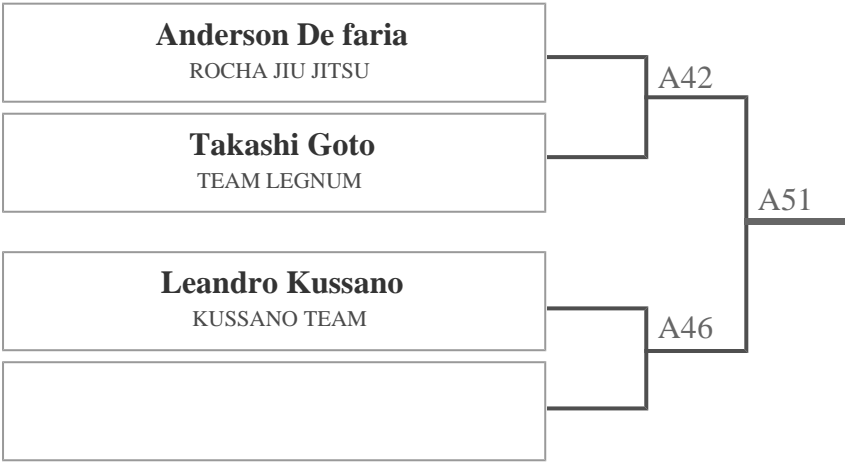 Anderson De faria
ROCHA JIU JITSU
A42
Takashi Goto
TEAM LEGNUM
A51
Leandro Kussano
KUSSANO TEAM
A46